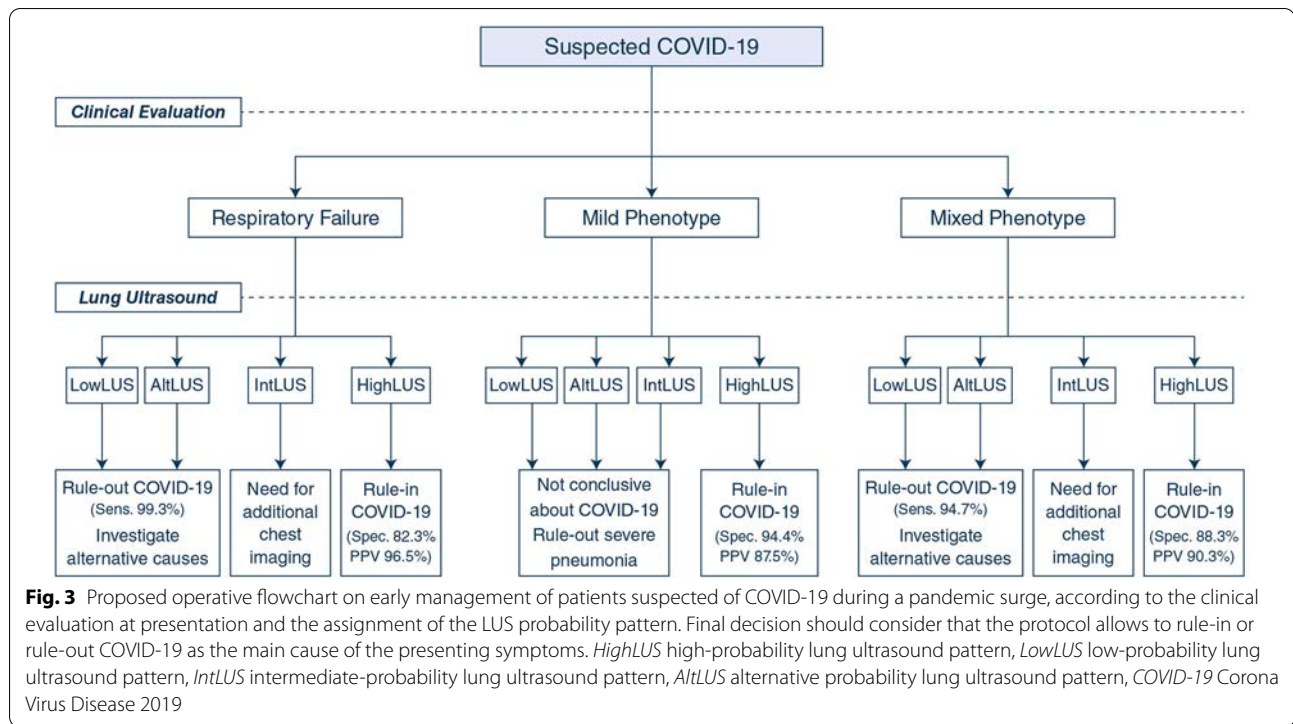 Suspected COVID-19
Clinical Evaluation
Respiratory Failure
Mild Phenotype
Mixed Phenotype
Lung Ultrasound
LowLUS
AltLUS
IntLUS
HighLUS
LowLUS
AltLUS
IntLUS
HighLUS
LowLUS
AltLUS
IntLUS
HighLUS
Rule-out COVID-19
(Sens. 99.3%)
Investigate
alternative causes
Need for
additional
chest
imaging
Rule-in
COVID-19
(Spec. 82.3%
PPV 96.5%)
Not conclusive
about COVID-19
Rule-out severe
pneumonia
Rule-in
COVID-19
(Spec. 94.4%
PPV 87.5%)
Rule-out COVID-19
(Sens. 94.7%)
Investigate
alternative causes
Need for
additional
chest
imaging
Rule-in
COVID-19
(Spec. 88.3%
PPV 90.3%)
Fig. 3 Proposed operative flowchart on early management of patients suspected of COVID-19 during a pandemic surge, according to the clinical
evaluation at presentation and the assignment of the LUS probability pattern. Final decision should consider that the protocol allows to rule-in or
rule-out COVID-19 as the main cause of the presenting symptoms. HighLUS high-probability lung ultrasound pattern, LowLUS low-probability lung
ultrasound pattern, IntLUS intermediate-probability lung ultrasound pattern, AltLUS alternative probability lung ultrasound pattern, COVID-19 Corona
Virus Disease 2019